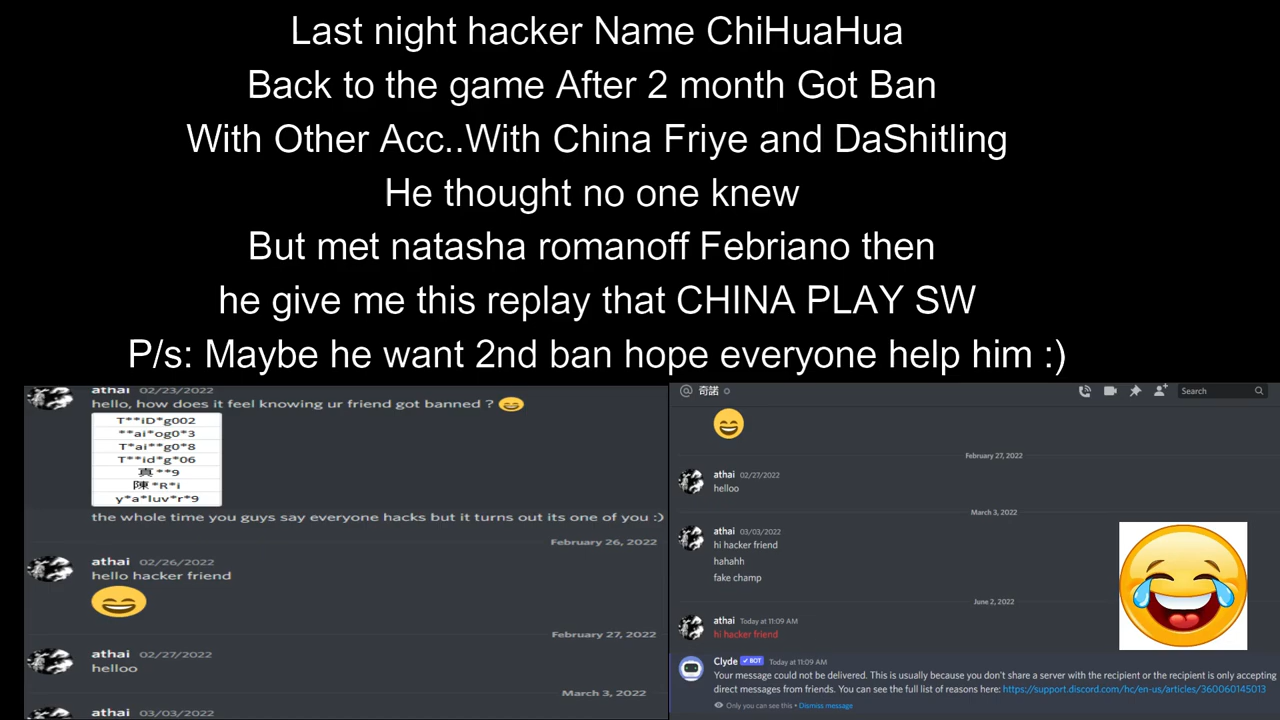 Last night hacker Name ChiHuaHua
Back to the game After 2 month Got Ban
With Other Acc..With China Friye and DaShitling
He thought no one knew
But met natasha romanoff Febriano then
he give me this replay that CHINA PLAY SW
P/s: Maybe he want 2nd ban hope everyone help him :)
athai 02/23/2022
hello, how does it feel knowing ur friend got banned ?
T**iD*g002
**ai*og0*3
T*ai**g0*8
T**id*g*06
真 **9
陳 *R*i
y*a*luv*r*9
the whole time you guys say everyone hacks but it turns out its one of you :)
February 26, 2022
athai 02/26/2022
hello hacker friend
February 27, 2022
athai 02/27/2022
helloo
March 3, 2022
athai 03/03/2022
@ 奇諾
Search
February 27, 2022
athai 02/27/2022
helloo
March 3, 2022
athai 03/03/2022
hi hacker friend
hahahh
fake champ
June 2, 2022
athai Today at 11:09 AM
hi hacker friend
Clyde ✓ BOT Today at 11:09 AM
Your message could not be delivered. This is usually because you don't share a server with the recipient or the recipient is only accepting
direct messages from friends. You can see the full list of reasons here: https://support.discord.com/hc/en-us/articles/360060145013
Only you can see this • Dismiss message